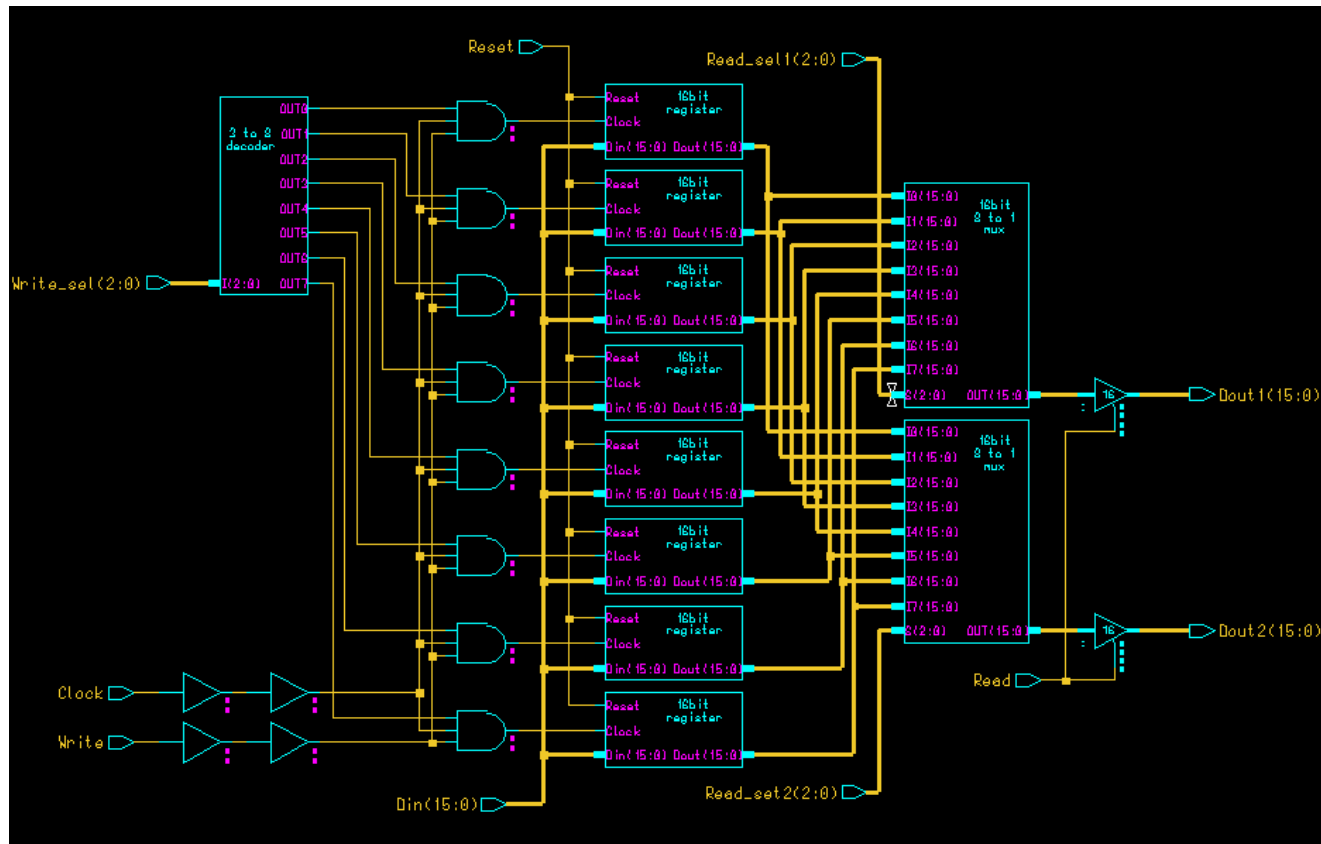 Reset
Read_sel1(2:0)
3 to 8
decoder
OUT0
OUT1
OUT2
OUT3
OUT4
OUT5
OUT6
OUT7
I(2:0)
Write_sel(2:0)
Reset
16bit
register
Clock
Din(15:0) Dout(15:0)
Reset
16bit
register
Clock
Din(15:0) Dout(15:0)
Reset
16bit
register
Clock
Din(15:0) Dout(15:0)
Reset
16bit
register
Clock
Din(15:0) Dout(15:0)
Reset
16bit
register
Clock
Din(15:0) Dout(15:0)
Reset
16bit
register
Clock
Din(15:0) Dout(15:0)
Reset
16bit
register
Clock
Din(15:0) Dout(15:0)
Reset
16bit
register
Clock
Din(15:0) Dout(15:0)
I0(15:0)
16bit
8 to 1
mux
I1(15:0)
I2(15:0)
I3(15:0)
I4(15:0)
I5(15:0)
I6(15:0)
I7(15:0)
S(2:0) OUT(15:0)
16
Dout1(15:0)
I0(15:0)
16bit
8 to 1
mux
I1(15:0)
I2(15:0)
I3(15:0)
I4(15:0)
I5(15:0)
I6(15:0)
I7(15:0)
S(2:0) OUT(15:0)
16
Dout2(15:0)
Read
Clock
Write
Din(15:0)
Read_set2(2:0)